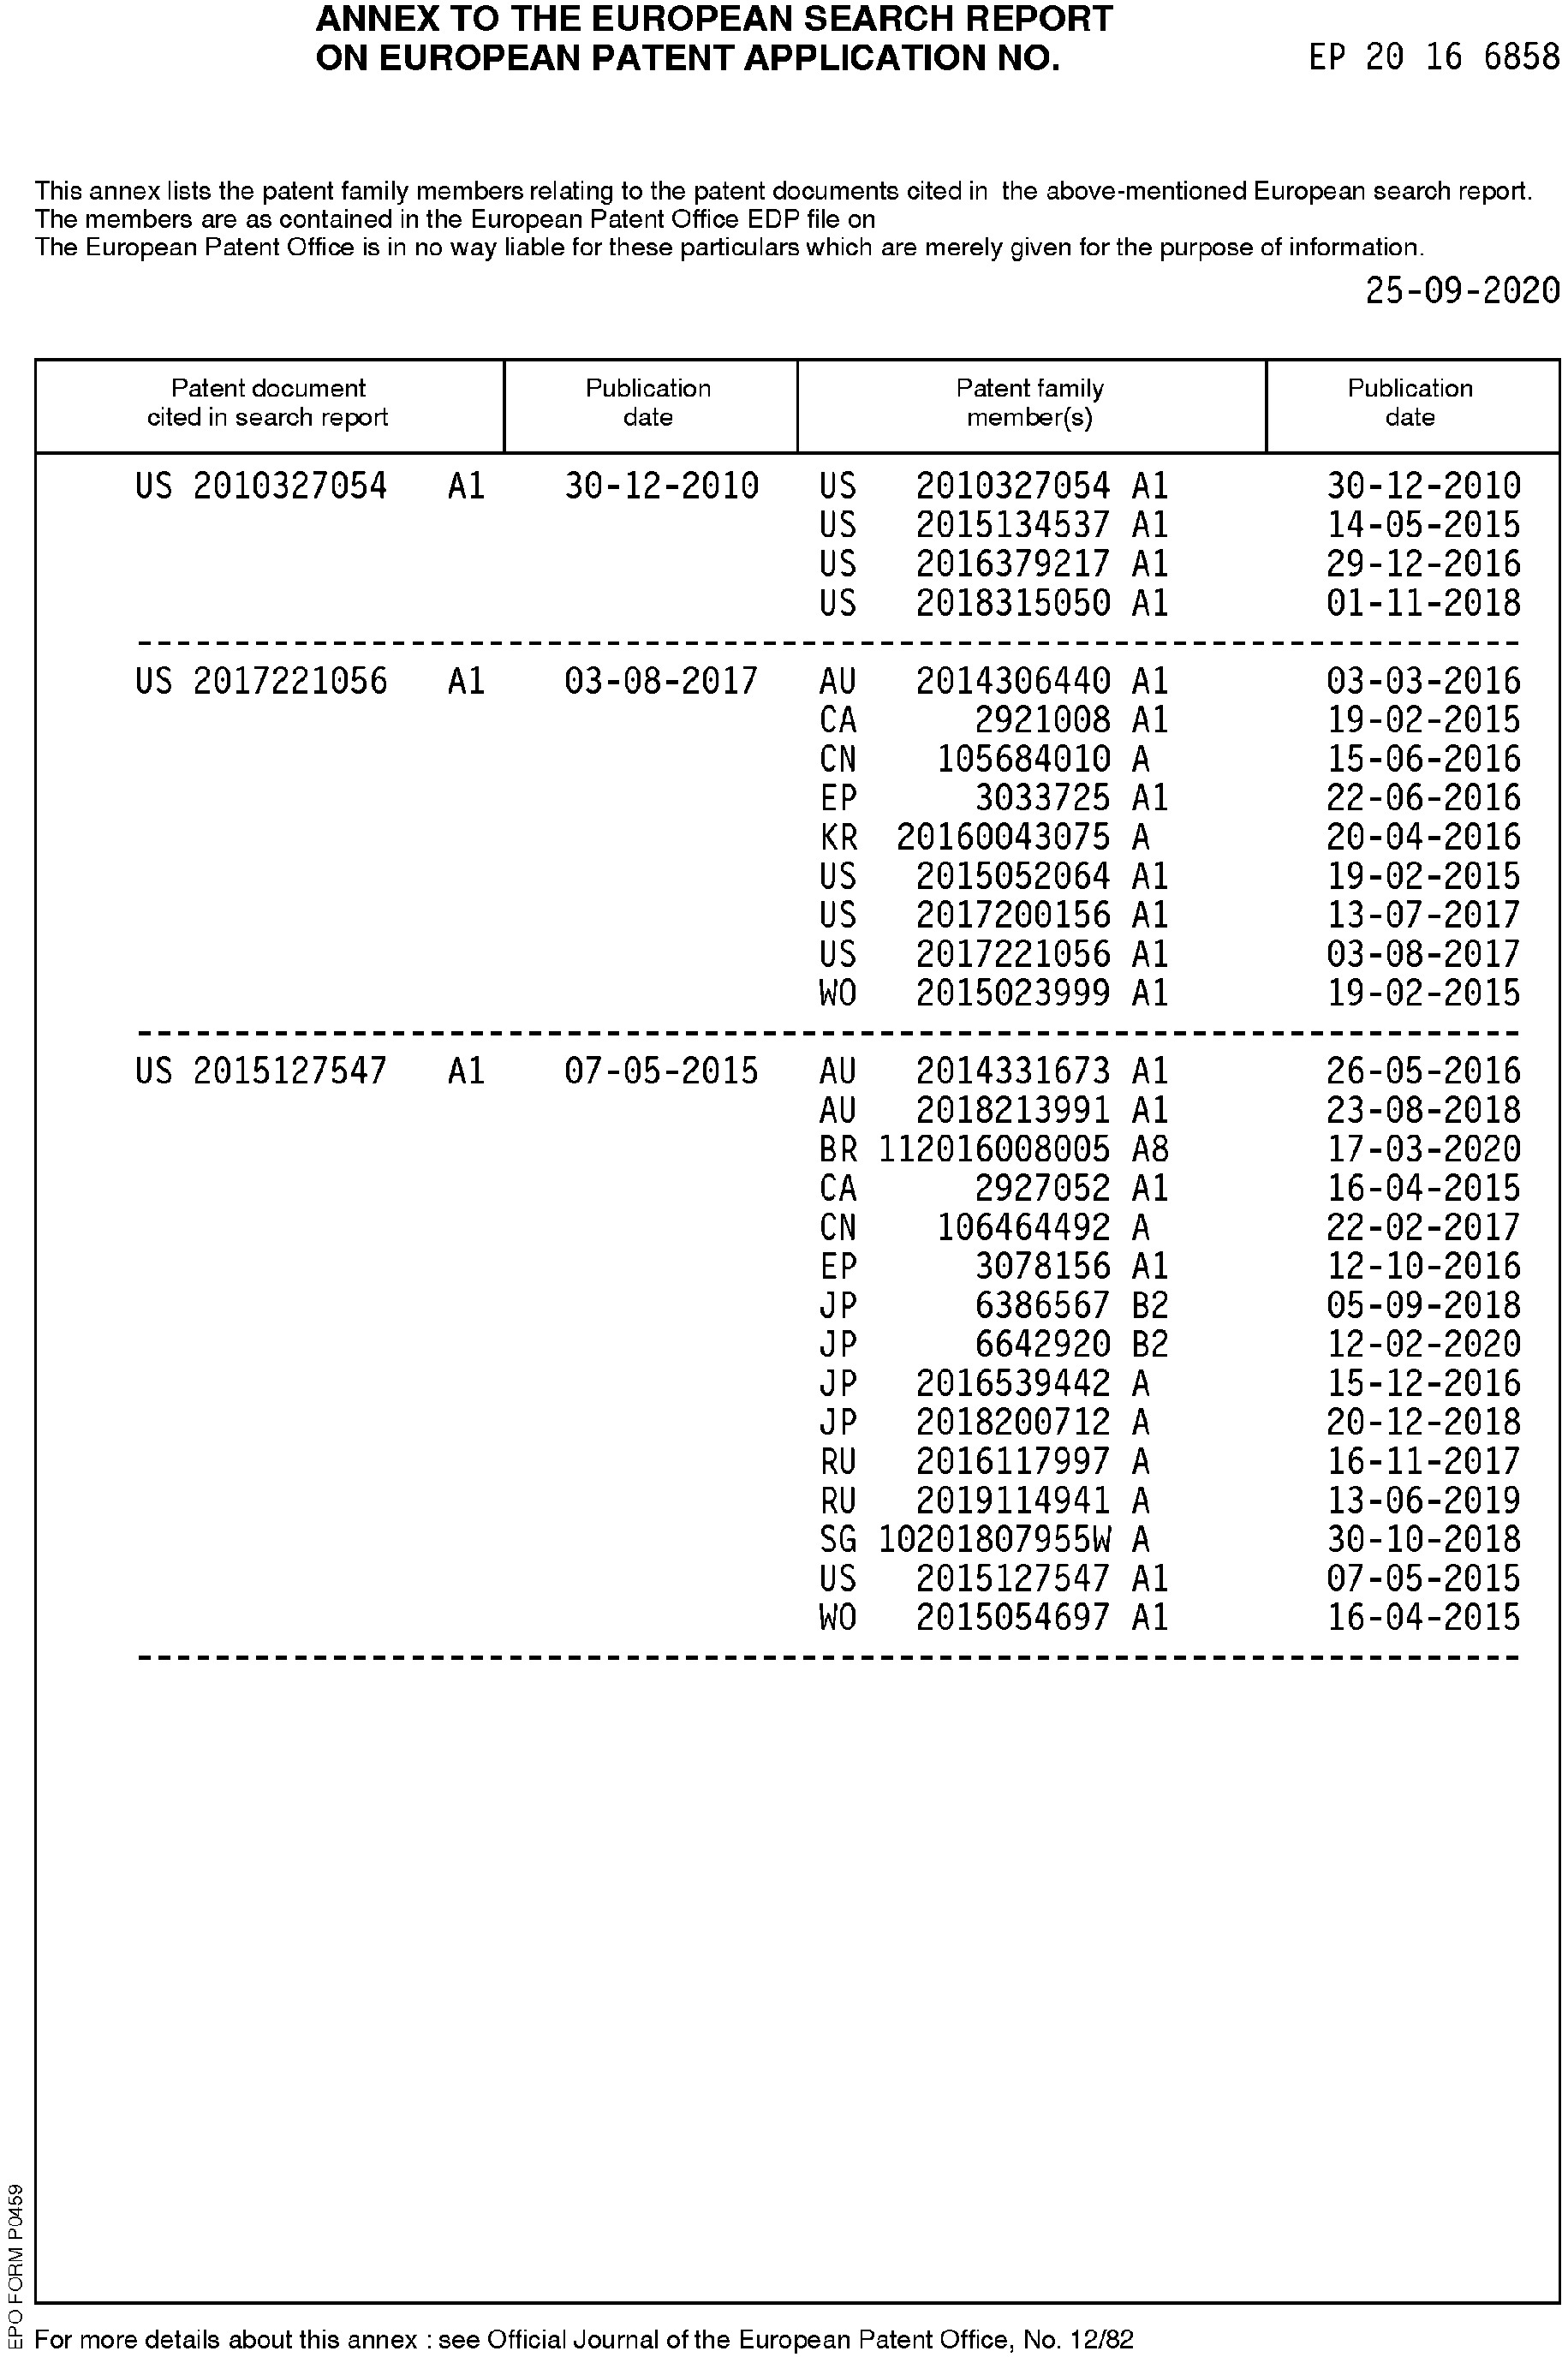 ANNEX TO THE EUROPEAN SEARCH REPORT
ON EUROPEAN PATENT APPLICATION NO. EP 20 16 6858
This annex lists the patent family members relating to the patent documents cited in the above-mentioned European search report.
The members are as contained in the European Patent Office EDP file on
The European Patent Office is in no way liable for these particulars which are merely given for the purpose of information.
25-09-2020
Patent document cited in search report Publication date Patent family member(s) Publication date
US 2010327054 A1 30-12-2010 US 2010327054 A1 30-12-2010
US 2015134537 A1 14-05-2015
US 2016379217 A1 29-12-2016
US 2018315050 A1 01-11-2018
US 2017221056 A1 03-08-2017 AU 2014306440 A1 03-03-2016
CA 2921008 A1 19-02-2015
CN 105684010 A 15-06-2016
EP 3033725 A1 22-06-2016
KR 20160043075 A 20-04-2016
US 2015052064 A1 19-02-2015
US 2017200156 A1 13-07-2017
US 2017221056 A1 03-08-2017
WO 2015023999 A1 19-02-2015
US 2015127547 A1 07-05-2015 AU 2014331673 A1 26-05-2016
AU 2018213991 A1 23-08-2018
BR 112016008005 A8 17-03-2020
CA 2927052 A1 16-04-2015
CN 106464492 A 22-02-2017
EP 3078156 A1 12-10-2016
JP 6386567 B2 05-09-2018
JP 6642920 B2 12-02-2020
JP 2016539442 A 15-12-2016
JP 2018200712 A 20-12-2018
RU 2016117997 A 16-11-2017
RU 2019114941 A 13-06-2019
SG 10201807955W A 30-10-2018
US 2015127547 A1 07-05-2015
WO 2015054697 A1 16-04-2015
EPO FORM P0459
For more details about this annex : see Official Journal of the European Patent Office, No. 12/82